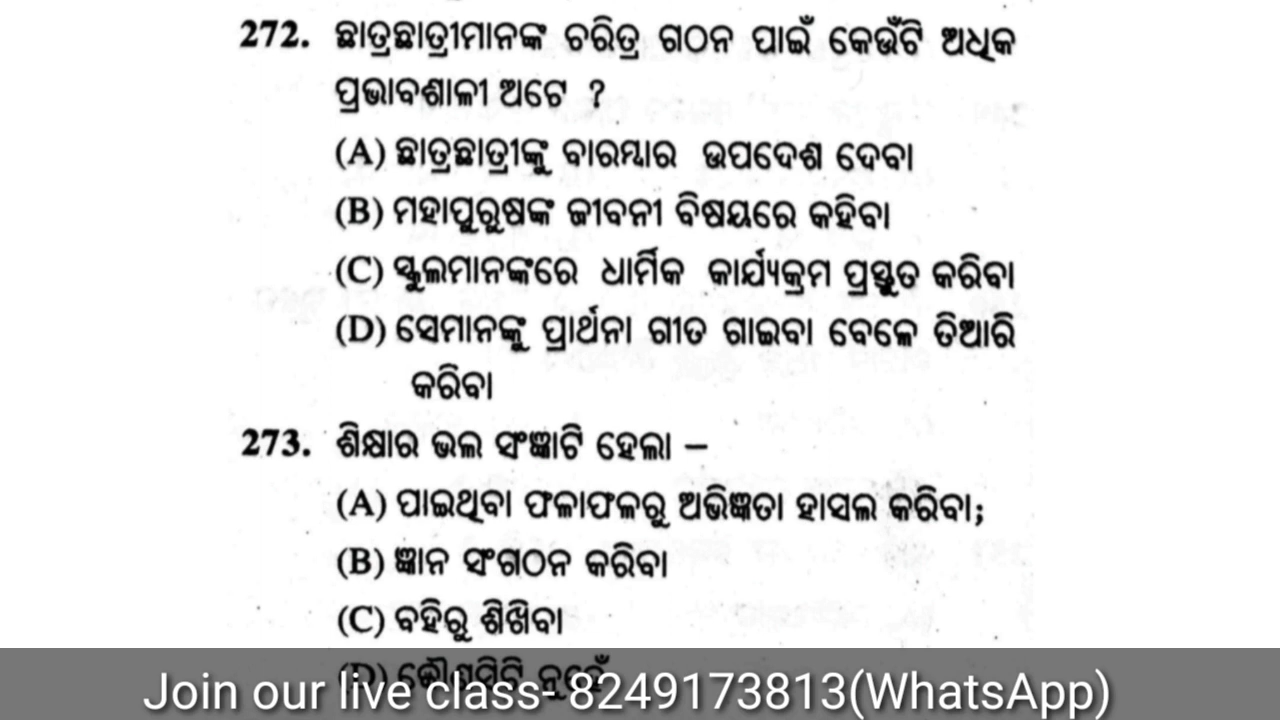 272. ଛାତ୍ରଛାତ୍ରୀମାନଙ୍କ ଚରିତ୍ର ଗଠନ ପାଇଁ କେଉଁଟି ଅଧିକ
ପ୍ରଭାବଶାଳୀ ଅଟେ ?
(A) ଛାତ୍ରଛାତ୍ରୀଙ୍କୁ ବାରମ୍ଵାର ଉପଦେଶ ଦେବା
(B) ମହାପୁରୁଷଙ୍କ ଜୀବନୀ ବିଷୟରେ କହିବା
(C) ସ୍କୁଲମାନଙ୍କରେ ଧାର୍ମିକ କାର୍ଯ୍ୟକ୍ରମ ପ୍ରସ୍ତୁତ କରିବା
(D) ସେମାନଙ୍କୁ ପ୍ରାର୍ଥନା ଗୀତ ଗାଇବା ବେଳେ ତିଆରି
କରିବା
273. ଶିକ୍ଷାର ଭଲ ସଂଜ୍ଞାଟି ହେଲା –
(A) ପାଇଥିବା ଫଳାଫଳରୁ ଅଭିଜ୍ଞତା ହାସଲ କରିବା;
(B) ଜ୍ଞାନ ସଂଗଠନ କରିବା
(C) ବହିରୁ ଶିଖିବା
(D) କୌଣସିଟି ନୁହେଁ
Join our live class- 8249173813(WhatsApp)